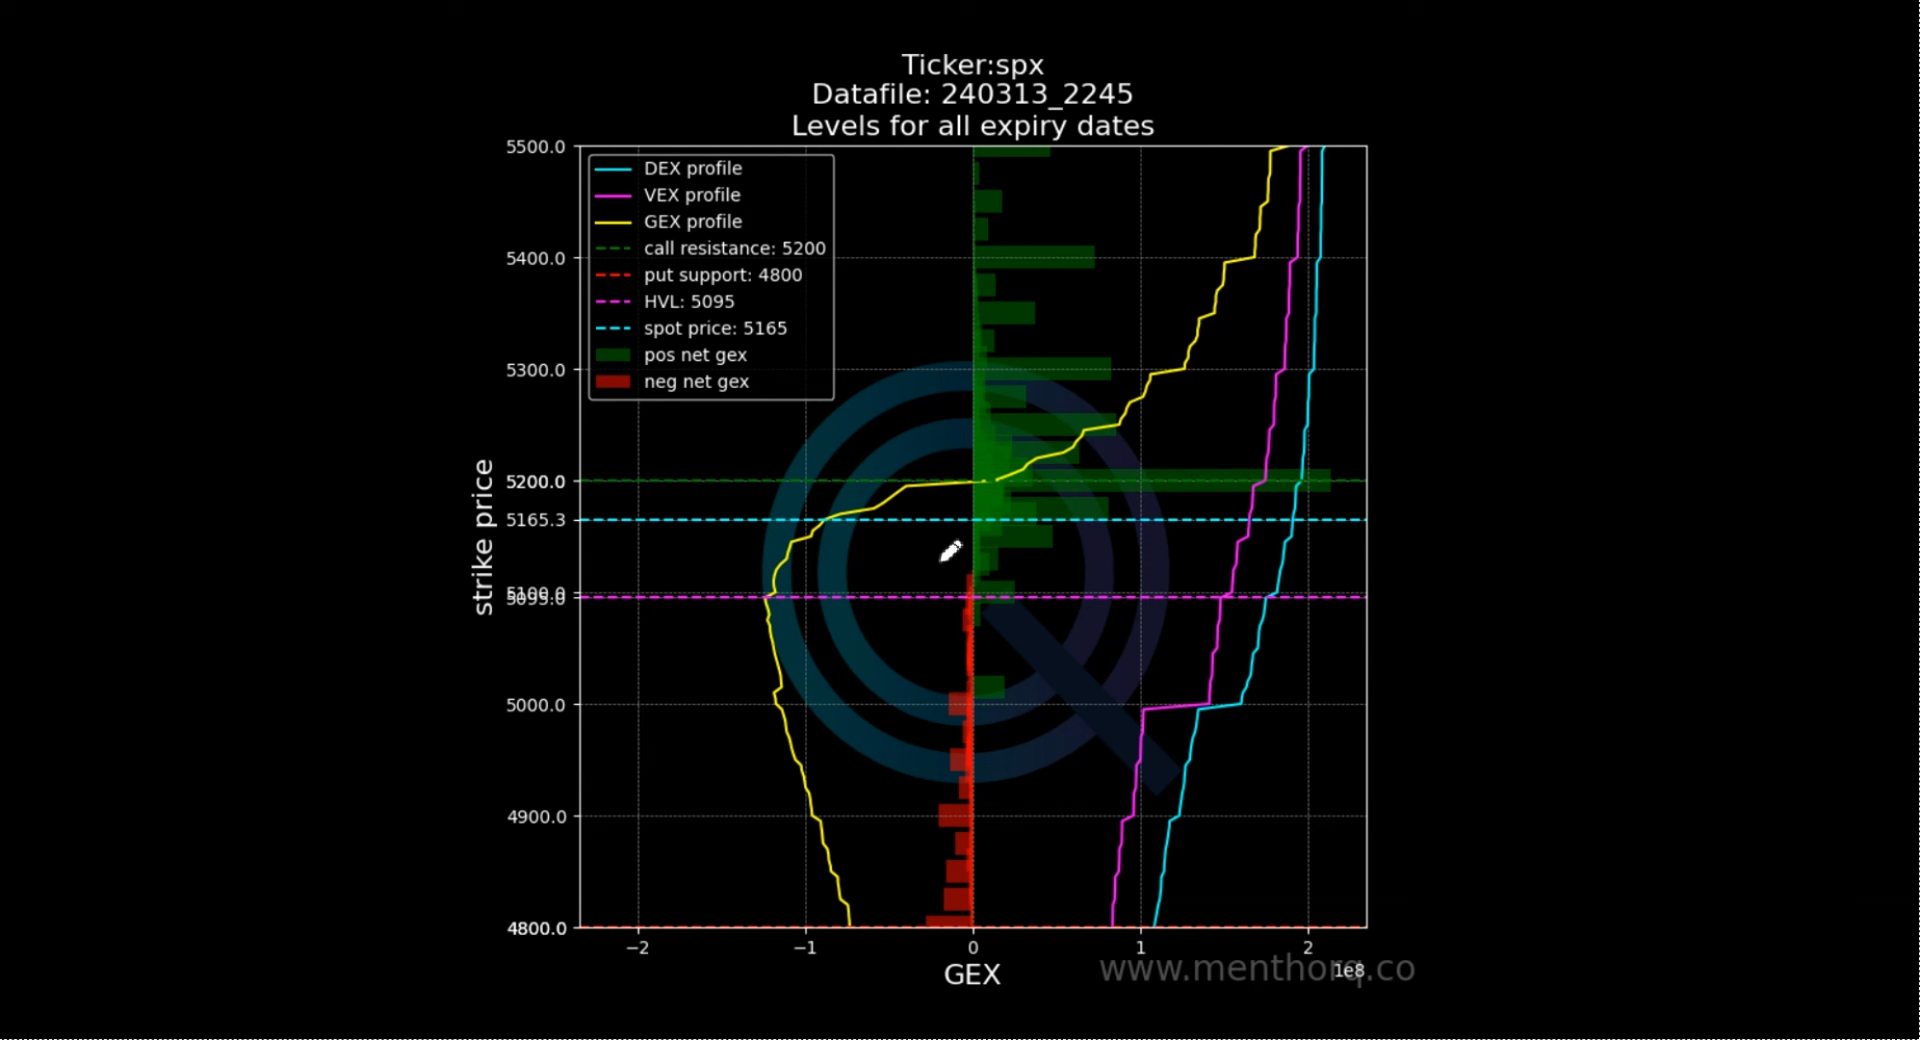 Ticker:spx
Datafile: 240313_2245
Levels for all expiry dates
DEX profile
VEX profile
GEX profile
call resistance: 5200
put support: 4800
HVL: 5095
spot price: 5165
pos net gex
neg net gex
strike price
5500.0
5400.0
5300.0
5200.0
5165.3
5000.0
4900.0
4800.0
−2
−1
0
1
2
1e8
GEX
www.menthorq.co